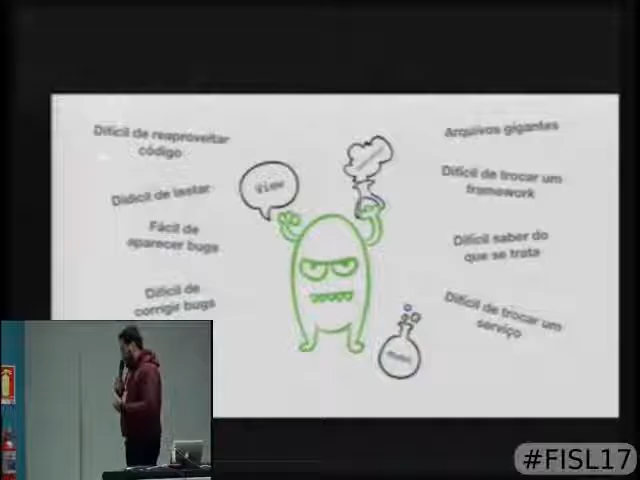 Difícil de reaproveitar
código
View
Difícil de testar
Fácil de
aparecer bugs
Difícil de
corrigir bugs
Arquivos gigantes
Difícil de trocar um
framework
Difícil saber do
que se trata
Difícil de trocar um
serviço
#FISL17